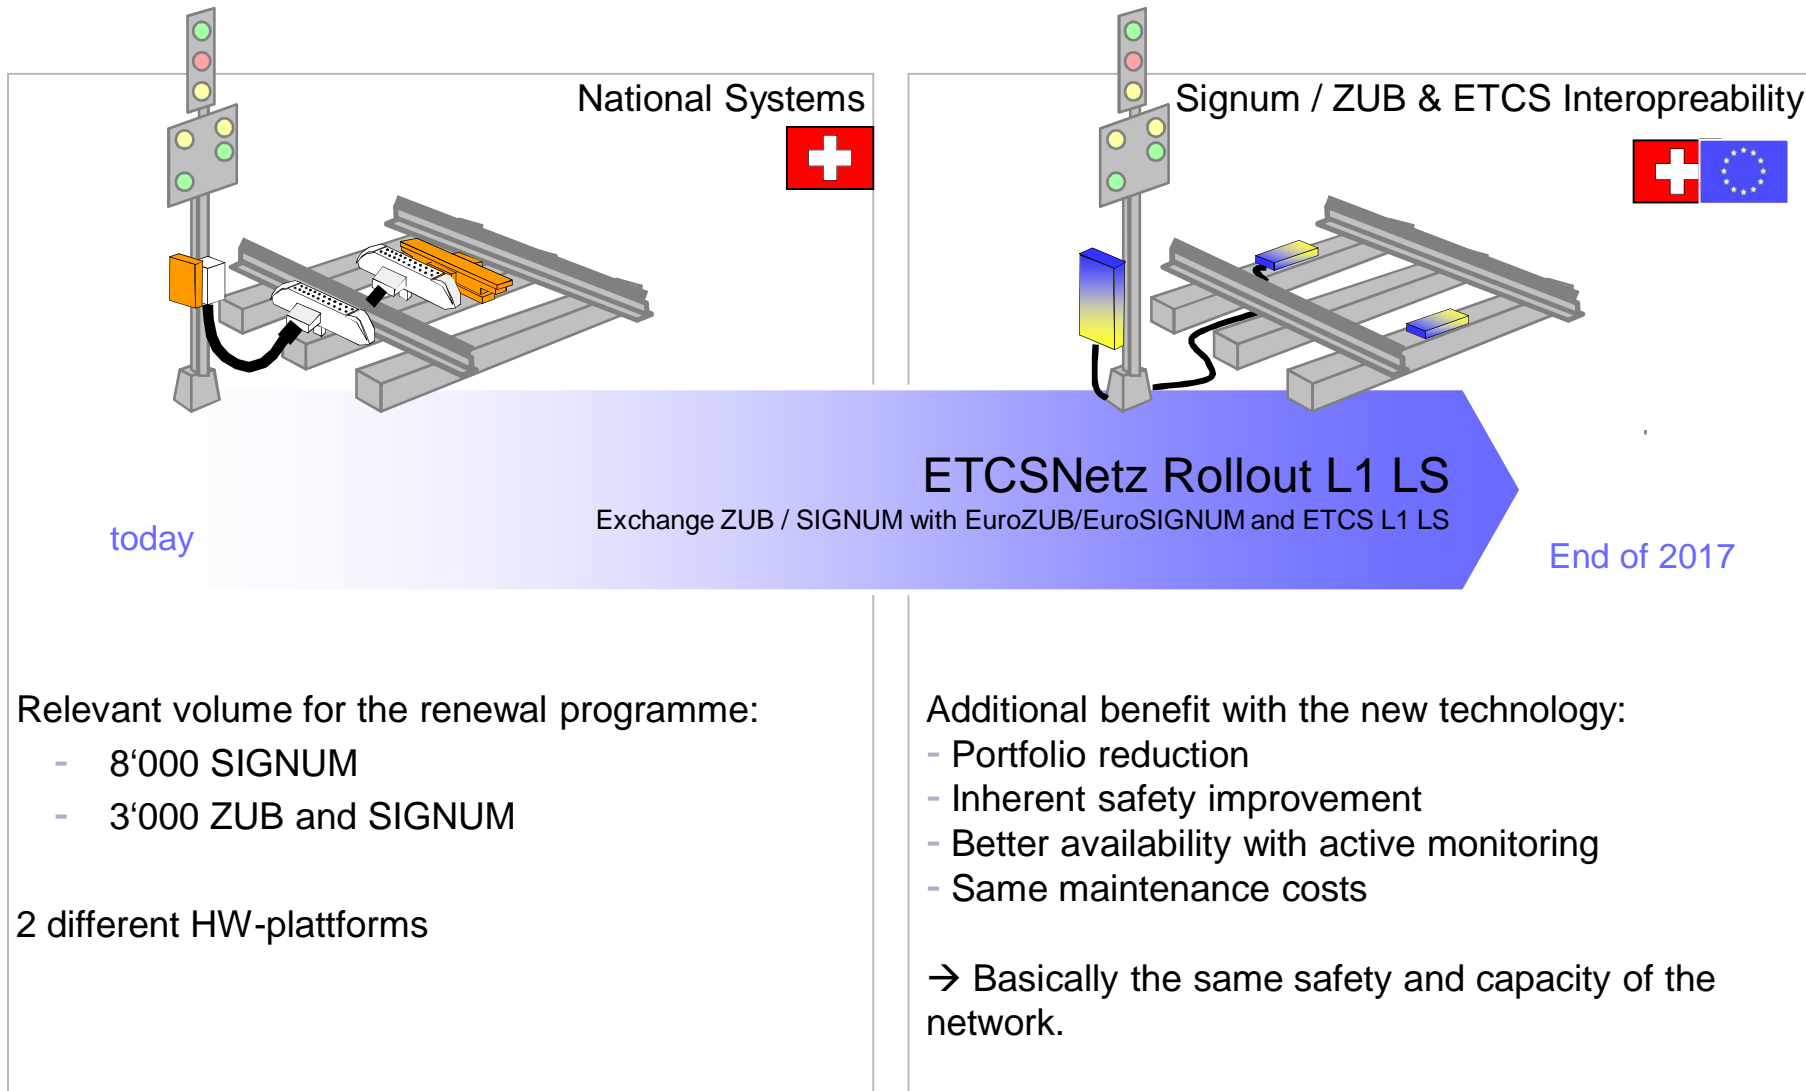 National Systems
Signum / ZUB & ETCS Interopreability
ETCSNetz Rollout L1 LS
Exchange ZUB / SIGNUM with EuroZUB/EuroSIGNUM and ETCS L1 LS
today
End of 2017
Relevant volume for the renewal programme:
- 8‘000 SIGNUM
- 3‘000 ZUB and SIGNUM
2 different HW-plattforms
Additional benefit with the new technology:
- Portfolio reduction
- Inherent safety improvement
- Better availability with active monitoring
- Same maintenance costs
→ Basically the same safety and capacity of the
network.